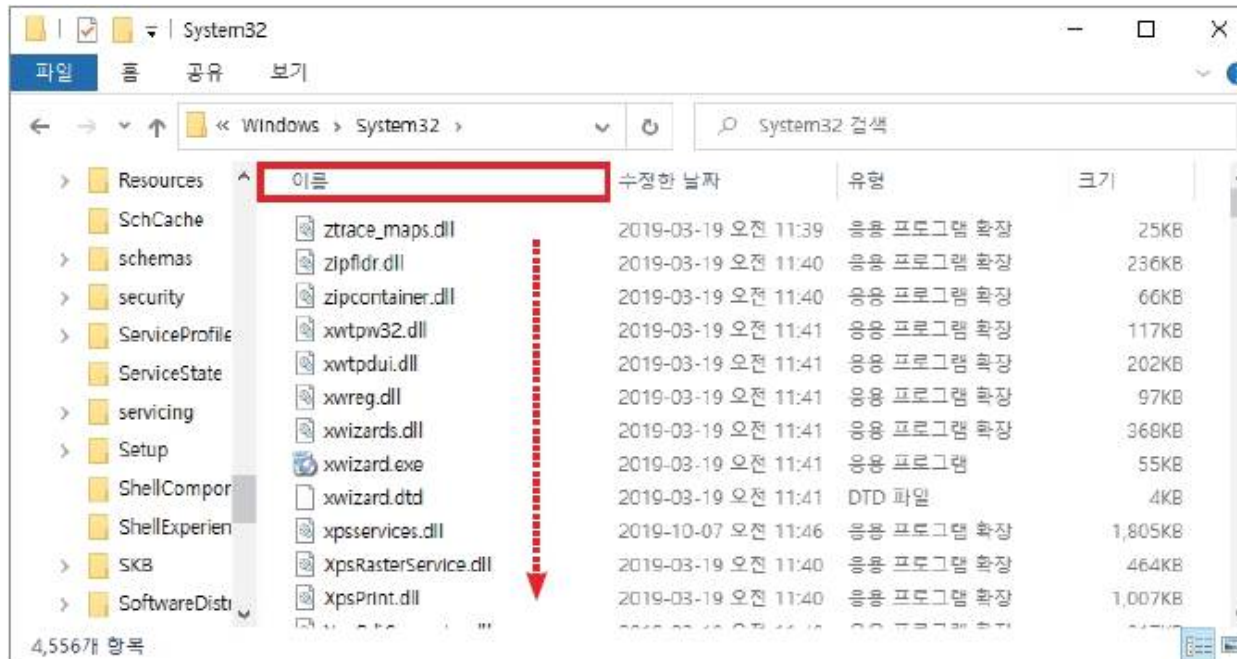 System32
파일 홈 공유 보기
« Windows > System32 > System32 검색
이름 수정한 날짜 유형 크기
Resources
SchCache
schemas
security
ServiceProfile
ServiceState
servicing
Setup
ShellCompor
ShellExperien
SKB
SoftwareDistr
ztrace_maps.dll 2019-03-19 오전 11:39 응용 프로그램 확장 25KB
zipfldr.dll 2019-03-19 오전 11:40 응용 프로그램 확장 236KB
zipcontainer.dll 2019-03-19 오전 11:40 응용 프로그램 확장 66KB
xwtpw32.dll 2019-03-19 오전 11:41 응용 프로그램 확장 117KB
xwtpdui.dll 2019-03-19 오전 11:41 응용 프로그램 확장 202KB
xwreg.dll 2019-03-19 오전 11:41 응용 프로그램 확장 97KB
xwizards.dll 2019-03-19 오전 11:41 응용 프로그램 확장 368KB
xwizard.exe 2019-03-19 오전 11:41 응용 프로그램 55KB
xwizard.dtd 2019-03-19 오전 11:41 DTD 파일 4KB
xpsservices.dll 2019-10-07 오전 11:46 응용 프로그램 확장 1,805KB
XpsRasterService.dll 2019-03-19 오전 11:40 응용 프로그램 확장 464KB
XpsPrint.dll 2019-03-19 오전 11:40 응용 프로그램 확장 1,007KB
4,556개 항목